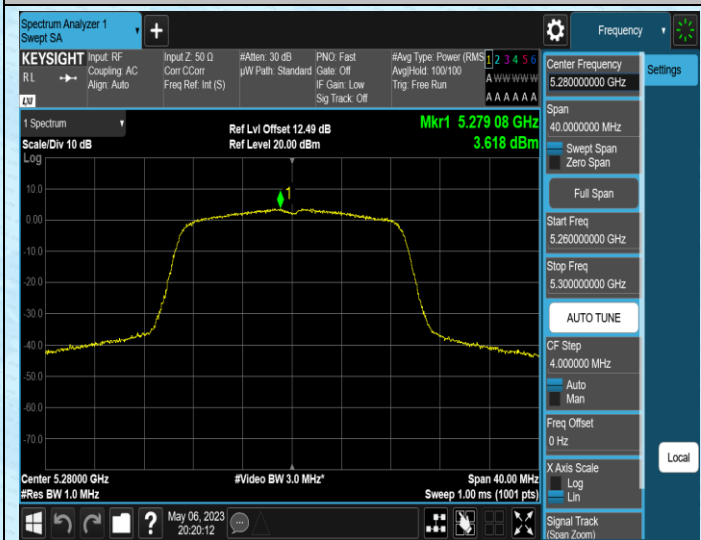 Spectrum Analyzer 1
Swept SA
+
Frequency
KEYSIGHT
RL
LXI
Input: RF
Coupling: AC
Align: Auto
Input Z: 50 Ω
Corr CCorr
Freq Ref: Int (S)
#Atten: 30 dB
µW Path: Standard
PNO: Fast
Gate: Off
IF Gain: Low
Sig Track: Off
#Avg Type: Power (RMS
Avg|Hold: 100/100
Trig: Free Run
1 2 3 4 5 6
A W W W W W
A A A A A A
1 Spectrum
Scale/Div 10 dB
Log
Ref Lvl Offset 12.49 dB
Ref Level 20.00 dBm
Mkr1 5.279 08 GHz
3.618 dBm
1
10.0
0.00
-10.0
-20.0
-30.0
-40.0
-50.0
-60.0
-70.0
Center 5.28000 GHz
#Res BW 1.0 MHz
#Video BW 3.0 MHz*
Span 40.00 MHz
Sweep 1.00 ms (1001 pts)
?
May 06, 2023
20:20:12
Center Frequency
5.280000000 GHz
Span
40.0000000 MHz
Swept Span
Zero Span
Full Span
Start Freq
5.260000000 GHz
Stop Freq
5.300000000 GHz
AUTO TUNE
CF Step
4.000000 MHz
Auto
Man
Freq Offset
0 Hz
X Axis Scale
Log
Lin
Signal Track
(Span Zoom)
Settings
Local